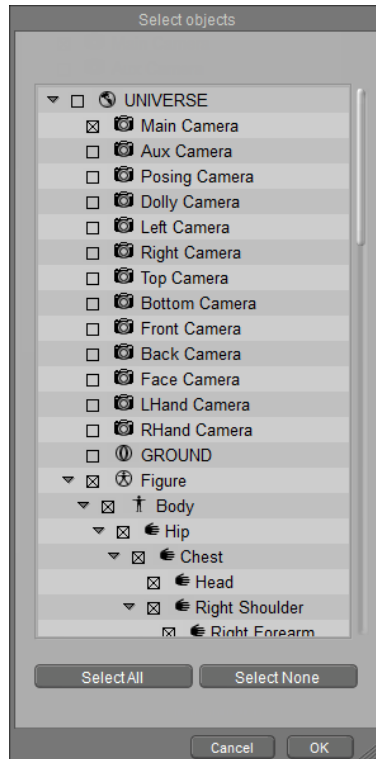 Select objects
UNIVERSE
Main Camera
Aux Camera
Posing Camera
Dolly Camera
Left Camera
Right Camera
Top Camera
Bottom Camera
Front Camera
Back Camera
Face Camera
LHand Camera
RHand Camera
GROUND
Figure
Body
Hip
Chest
Head
Right Shoulder
Right Forearm
Select All Select None
Cancel OK